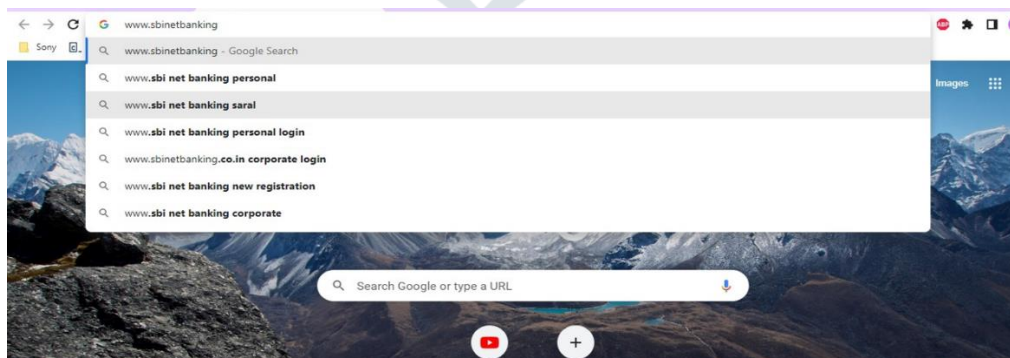 www.sbinetbanking
ABP
Sony
www.sbinetbanking - Google Search
www.sbi net banking personal
Images
www.sbi net banking saral
www.sbi net banking personal login
www.sbinetbanking.co.in corporate login
www.sbi net banking new registration
www.sbi net banking corporate
Search Google or type a URL